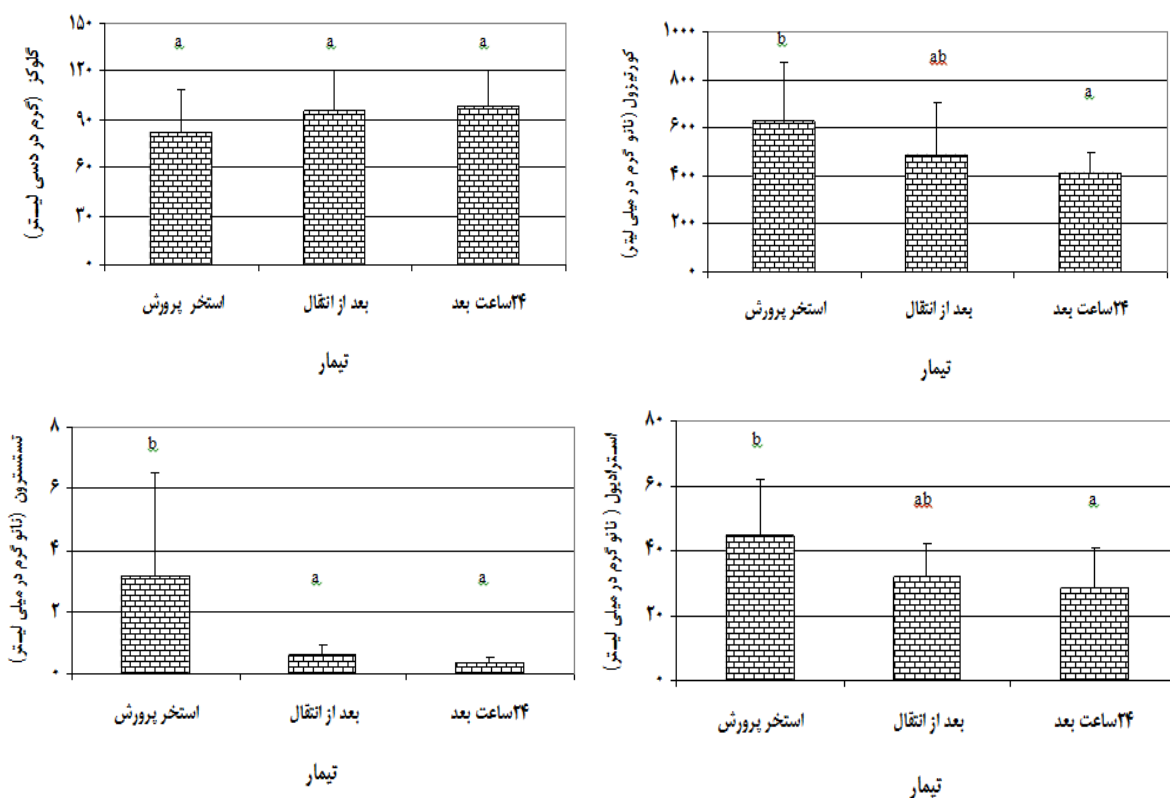 گلوکز (گرم در دسی لیستر)
۱۵۰
۱۲۰
۹۰
۶۰
۳۰
۰
a a a
استخر پرورش
بعد از انتقال
۲۴ساعت بعد
تیمار
کورتیزول (نانو گرم در میلی لیتر)
۱۰۰۰
۸۰۰
۶۰۰
۴۰۰
۲۰۰
۰
b ab a
استخر پرورش
بعد از انتقال
۲۴ساعت بعد
تیمار
تستسترون (نانو گرم در میلی لیستر)
۸
۶
۴
۲
۰
b a a
استخر پرورش
بعد از انتقال
۲۴ساعت بعد
تیمار
استرادیول (نانو گرم در میلی لیستر)
۸۰
۶۰
۴۰
۲۰
۰
b ab a
استخر پرورش
بعد از انتقال
۲۴ساعت بعد
تیمار